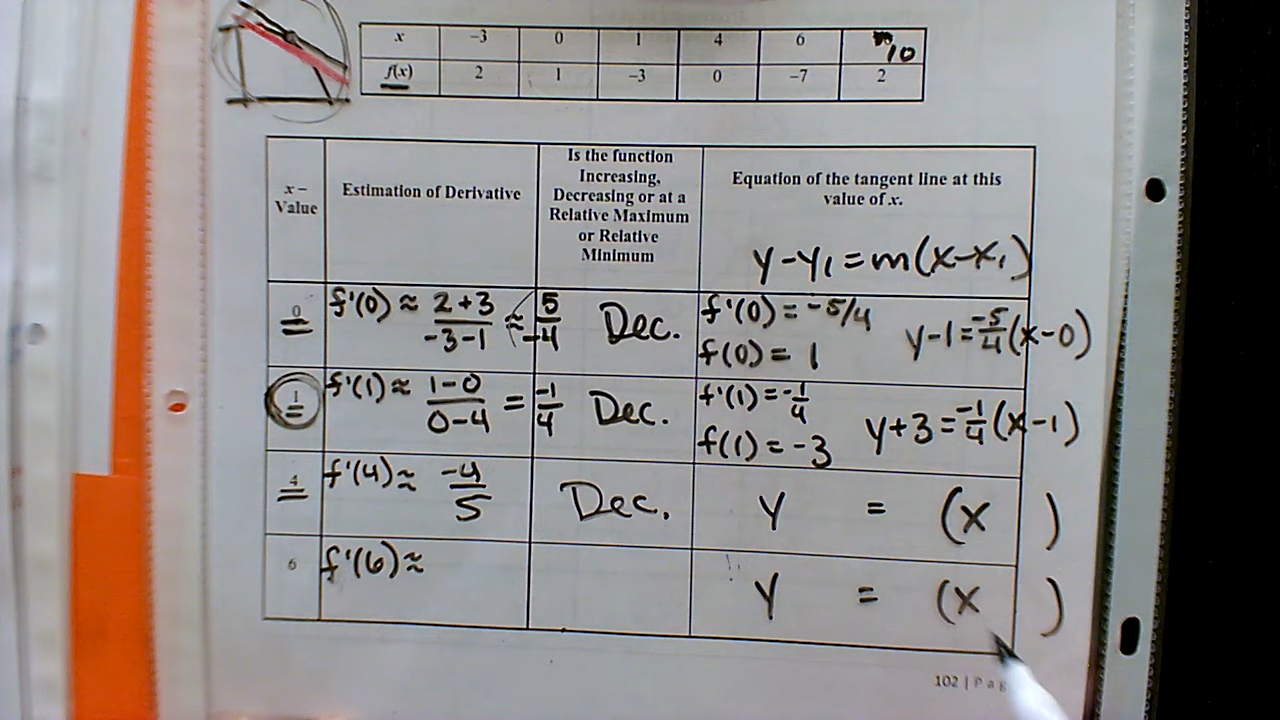 x −3 0 1 4 6 10
f(x) 2 1 −3 0 −7 2
x – Value
Estimation of Derivative
Is the function
Increasing,
Decreasing or at a
Relative Maximum
or Relative
Minimum
Equation of the tangent line at this
value of x.
y-y₁=m(x-x₁)
0
f'(0) ≈ 2+3/-3-1 ≈ 5/-4
Dec.
f'(0) = -5/4
f(0) = 1
y-1 = -5/4(x-0)
1
f'(1) ≈ 1-0/0-4 = -1/4
Dec.
f'(1) = -1/4
f(1) = -3
y+3 = -1/4(x-1)
4
f'(4) ≈ -4/5
Dec.
y = (x )
6
f'(6) ≈
y = (x )
102 | Pag